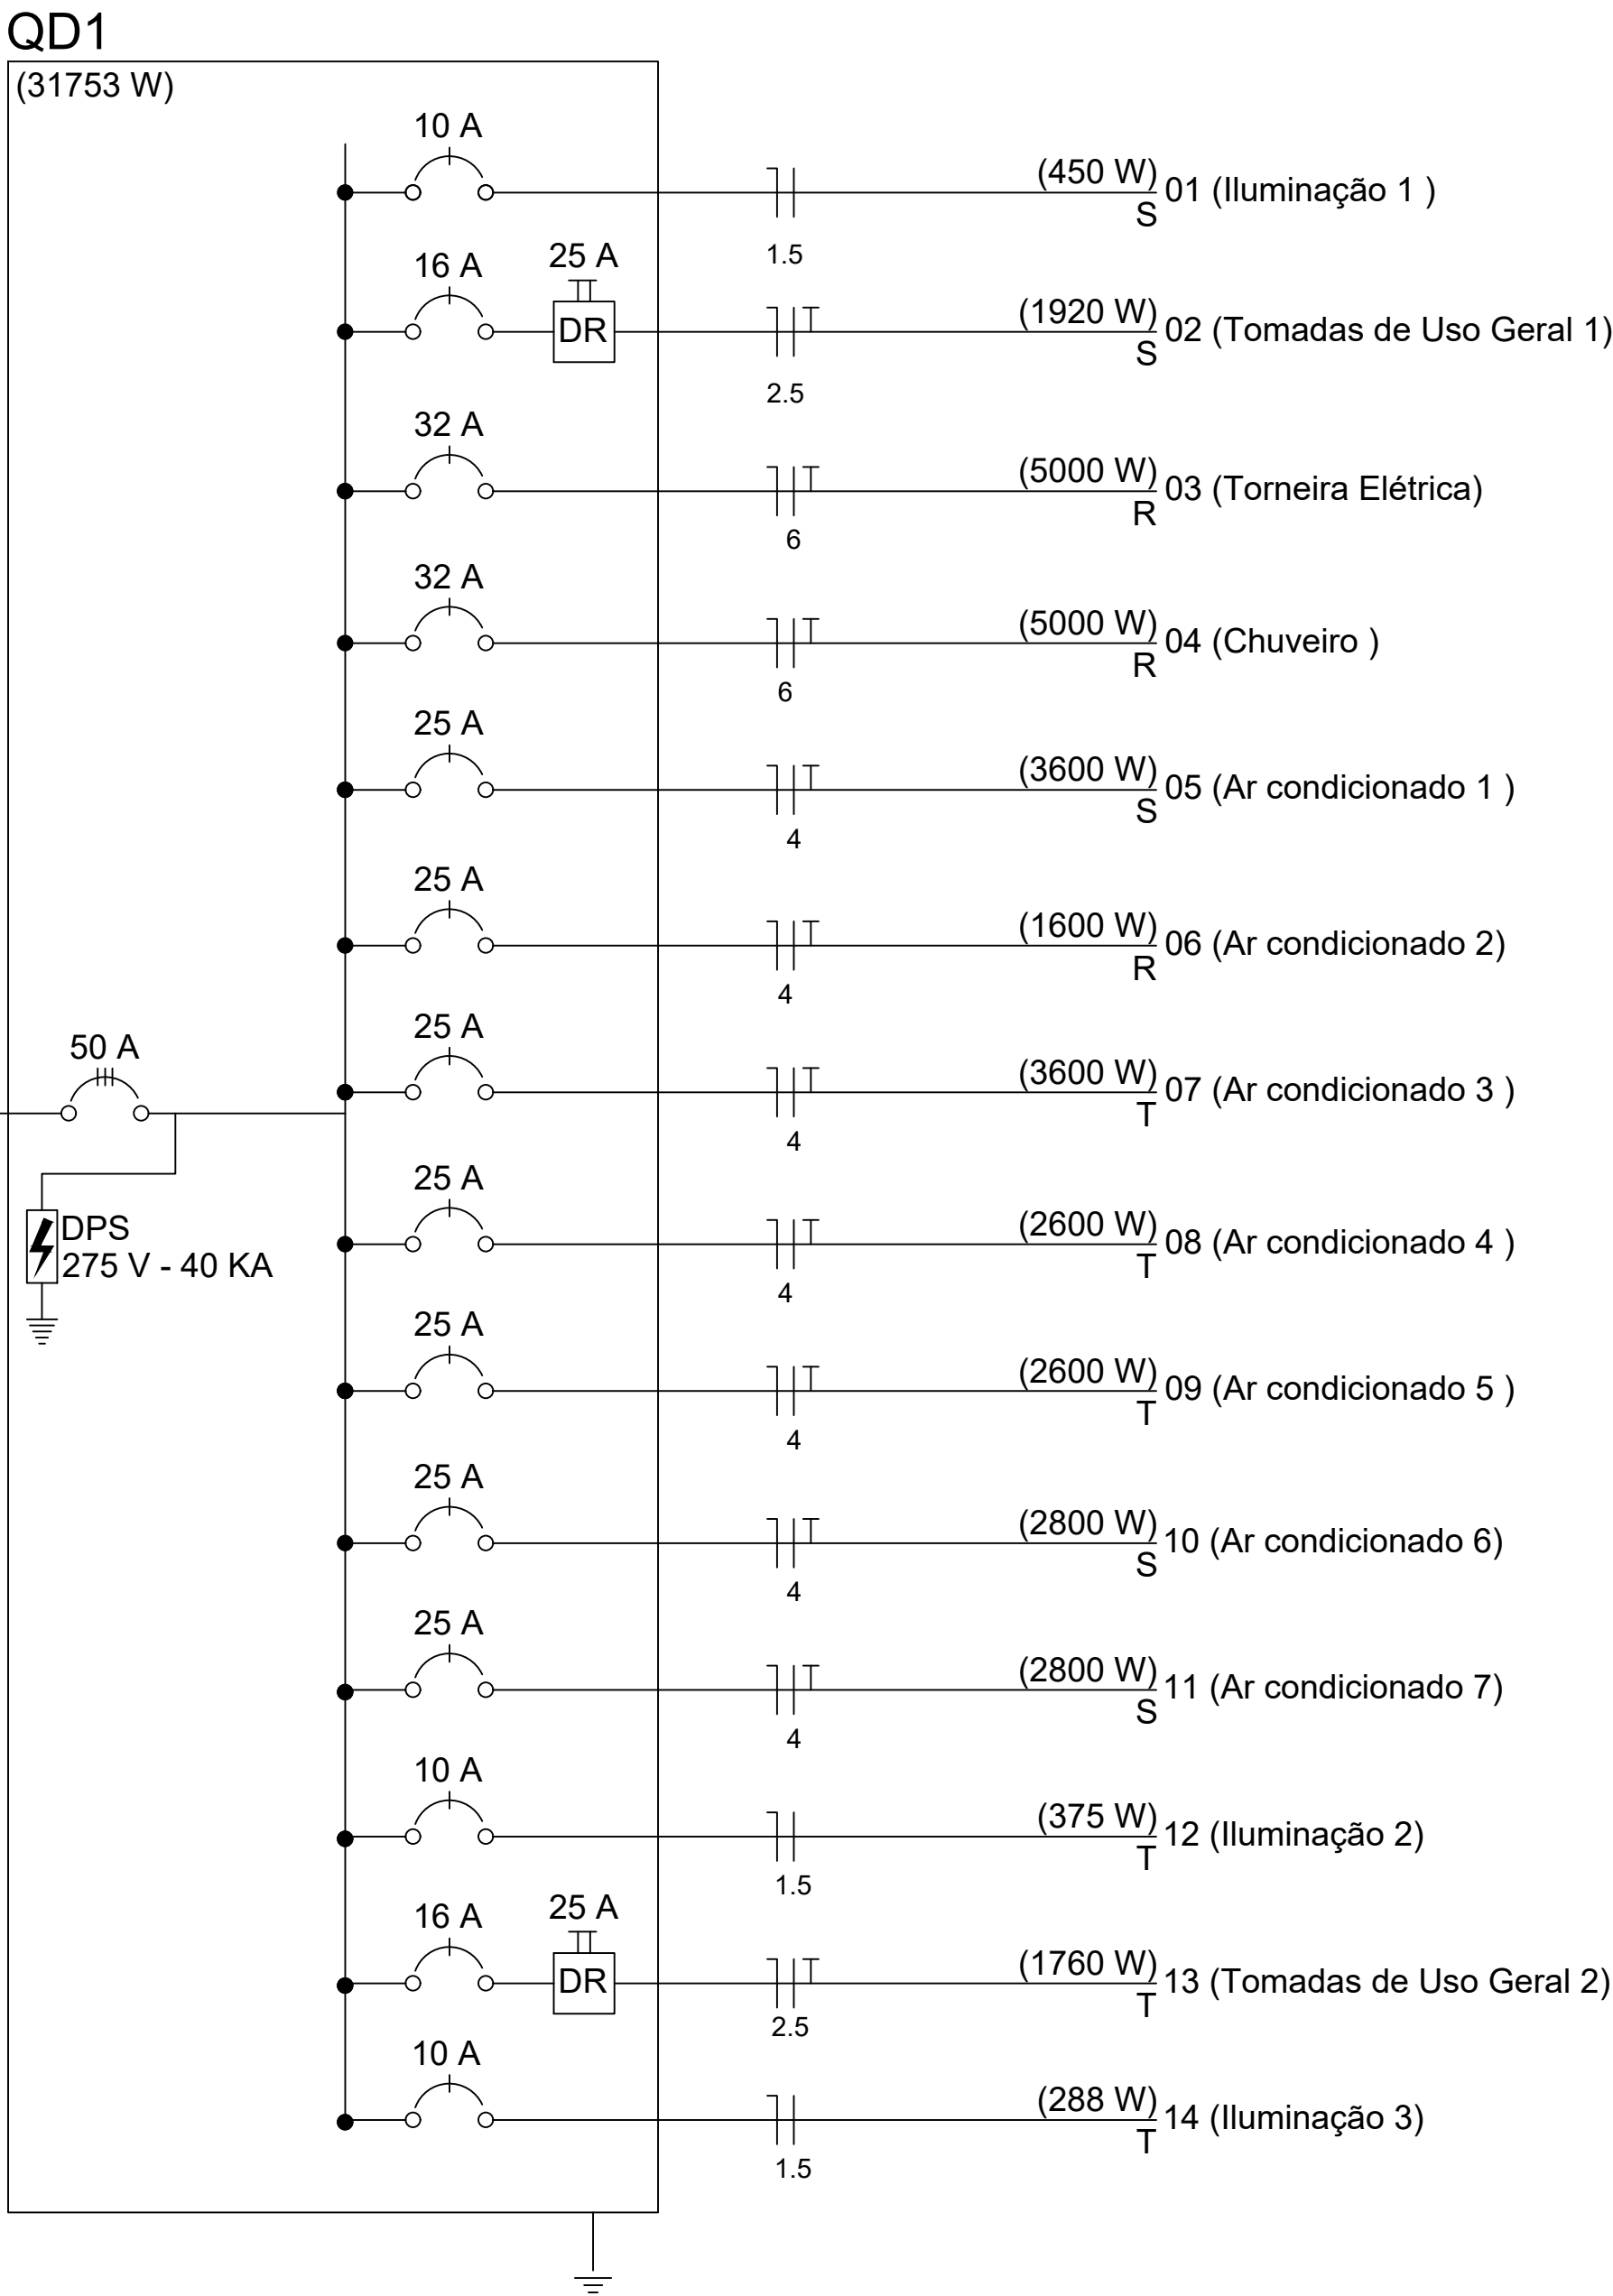 QD1
(31753 W)
10 A
(450 W)
01 (Iluminação 1 )
S
1.5
16 A
25 A
DR
(1920 W)
02 (Tomadas de Uso Geral 1)
S
2.5
32 A
(5000 W)
03 (Torneira Elétrica)
R
6
32 A
(5000 W)
04 (Chuveiro )
R
6
25 A
(3600 W)
05 (Ar condicionado 1 )
S
4
25 A
(1600 W)
06 (Ar condicionado 2)
R
4
50 A
25 A
(3600 W)
07 (Ar condicionado 3 )
T
4
DPS
275 V - 40 KA
25 A
(2600 W)
08 (Ar condicionado 4 )
T
4
25 A
(2600 W)
09 (Ar condicionado 5 )
T
4
25 A
(2800 W)
10 (Ar condicionado 6)
S
4
25 A
(2800 W)
11 (Ar condicionado 7)
S
4
10 A
(375 W)
12 (Iluminação 2)
T
1.5
16 A
25 A
DR
(1760 W)
13 (Tomadas de Uso Geral 2)
T
2.5
10 A
(288 W)
14 (Iluminação 3)
T
1.5